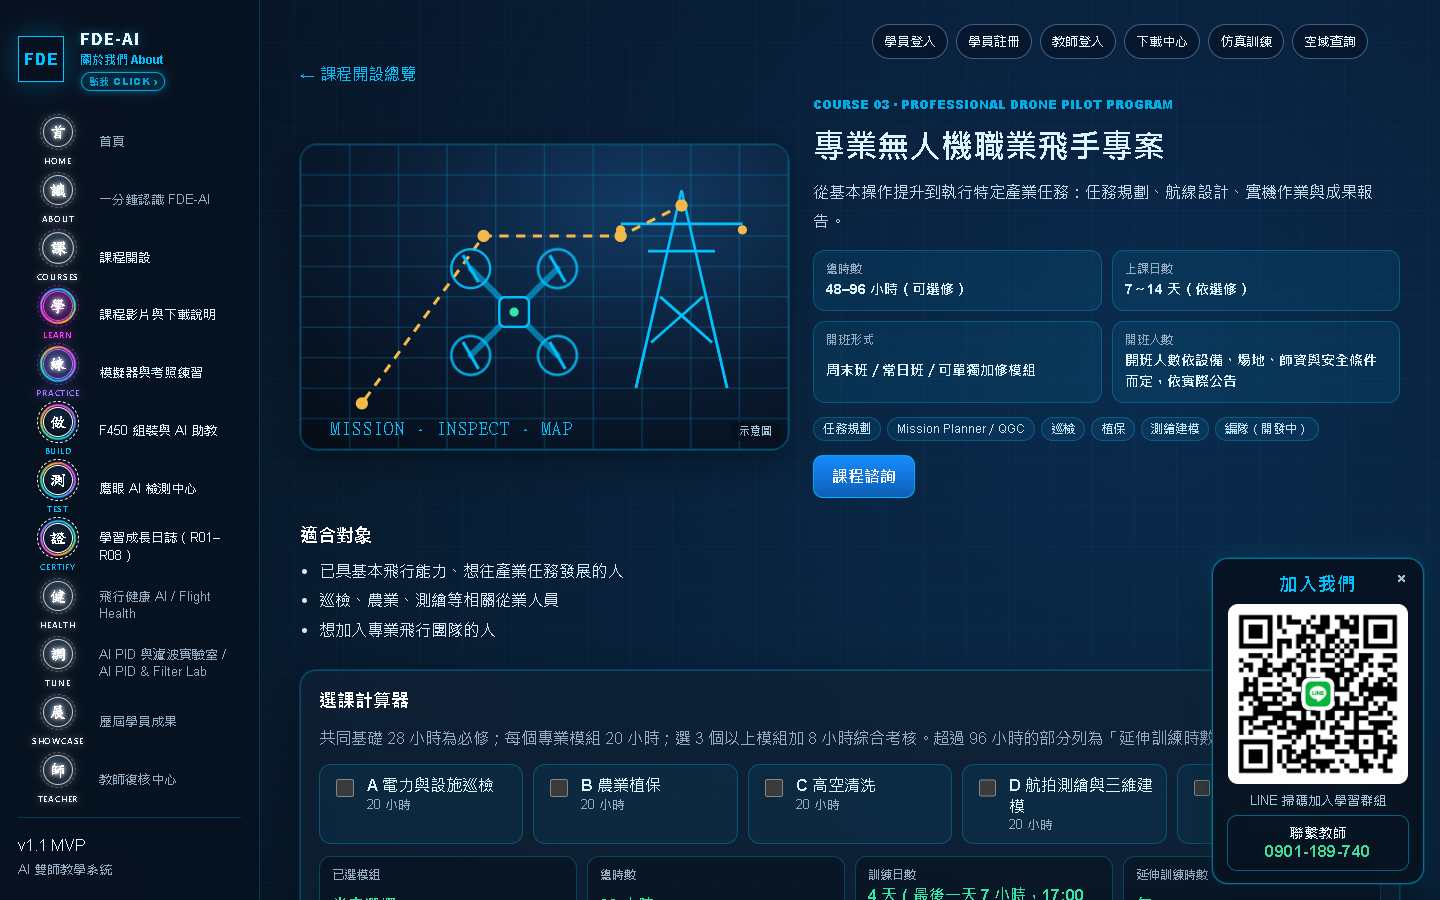 FDE
FDE-AI
關於我們 About
點我 CLICK ›
首
HOME
首頁
識
ABOUT
一分鐘認識 FDE-AI
課
COURSES
課程開設
學
LEARN
課程影片與下載說明
練
PRACTICE
模擬器與考照練習
做
BUILD
F450 組裝與 AI 助教
測
TEST
鷹眼 AI 檢測中心
證
CERTIFY
學習成長日誌（R01–
R08）
健
HEALTH
飛行健康 AI / Flight
Health
調
TUNE
AI PID 與濾波實驗室 /
AI PID & Filter Lab
展
SHOWCASE
歷屆學員成果
師
TEACHER
教師復核中心
v1.1 MVP
AI 雙師教學系統
學員登入
學員註冊
教師登入
下載中心
仿真訓練
空域查詢
← 課程開設總覽
MISSION · INSPECT · MAP
示意圖
COURSE 03 · PROFESSIONAL DRONE PILOT PROGRAM
專業無人機職業飛手專案
從基本操作提升到執行特定產業任務：任務規劃、航線設計、實機作業與成果報
告。
總時數
48–96 小時（可選修）
上課日數
7～14 天（依選修）
開班形式
周末班 / 常日班 / 可單獨加修模組
開班人數
開班人數依設備、場地、師資與安全條件
而定，依實際公告
任務規劃
Mission Planner / QGC
巡檢
植保
測繪建模
編隊（開發中）
課程諮詢
適合對象
• 已具基本飛行能力、想往產業任務發展的人
• 巡檢、農業、測繪等相關從業人員
• 想加入專業飛行團隊的人
選課計算器
共同基礎 28 小時為必修；每個專業模組 20 小時；選 3 個以上模組加 8 小時綜合考核。超過 96 小時的部分列為「延伸訓練時數
A 電力與設施巡檢
20 小時
B 農業植保
20 小時
C 高空清洗
20 小時
D 航拍測繪與三維建
模
20 小時
已選模組
總時數
訓練日數
4 天（最後一天 7 小時，17:00
延伸訓練時數
加入我們
×
LINE
LINE 掃碼加入學習群組
聯繫教師
0901-189-740